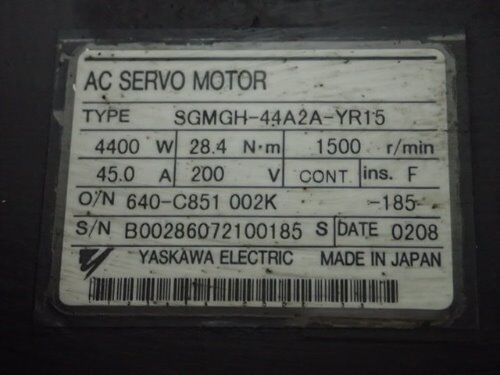 AC SERVO MOTOR
TYPE SGMGH-44A2A-YR15
4400 W 28.4 N·m 1500 r/min
45.0 A 200 V CONT. ins. F
O/N 640-C851 002K -185-
S/N B00286072100185 S DATE 0208
YASKAWA ELECTRIC MADE IN JAPAN